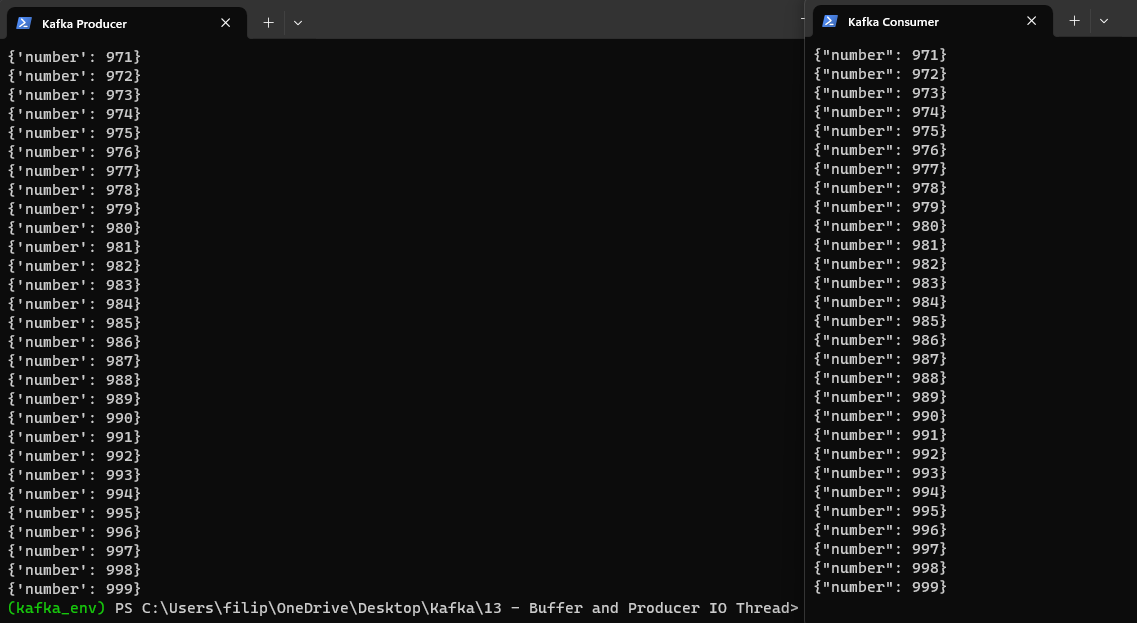 Kafka Producer
{'number': 971}
{'number': 972}
{'number': 973}
{'number': 974}
{'number': 975}
{'number': 976}
{'number': 977}
{'number': 978}
{'number': 979}
{'number': 980}
{'number': 981}
{'number': 982}
{'number': 983}
{'number': 984}
{'number': 985}
{'number': 986}
{'number': 987}
{'number': 988}
{'number': 989}
{'number': 990}
{'number': 991}
{'number': 992}
{'number': 993}
{'number': 994}
{'number': 995}
{'number': 996}
{'number': 997}
{'number': 998}
{'number': 999}
(kafka_env) PS C:\Users\filip\OneDrive\Desktop\Kafka\13 - Buffer and Producer IO Thread>
Kafka Consumer
{"number": 971}
{"number": 972}
{"number": 973}
{"number": 974}
{"number": 975}
{"number": 976}
{"number": 977}
{"number": 978}
{"number": 979}
{"number": 980}
{"number": 981}
{"number": 982}
{"number": 983}
{"number": 984}
{"number": 985}
{"number": 986}
{"number": 987}
{"number": 988}
{"number": 989}
{"number": 990}
{"number": 991}
{"number": 992}
{"number": 993}
{"number": 994}
{"number": 995}
{"number": 996}
{"number": 997}
{"number": 998}
{"number": 999}